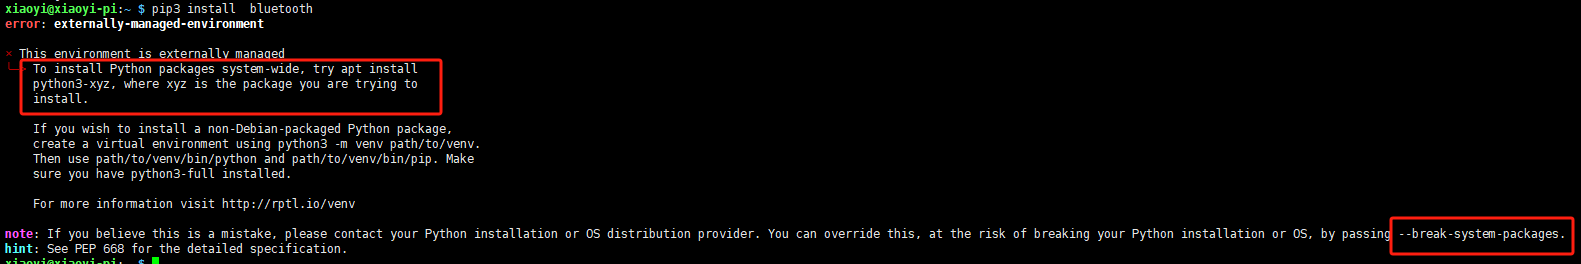 xiaoyi@xiaoyi-pi:~ $ pip3 install  bluetooth
error: externally-managed-environment
× This environment is externally managed
╰─> To install Python packages system-wide, try apt install
python3-xyz, where xyz is the package you are trying to
install.
If you wish to install a non-Debian-packaged Python package,
create a virtual environment using python3 -m venv path/to/venv.
Then use path/to/venv/bin/python and path/to/venv/bin/pip. Make
sure you have python3-full installed.
For more information visit http://rptl.io/venv
note: If you believe this is a mistake, please contact your Python installation or OS distribution provider. You can override this, at the risk of breaking your Python installation or OS, by passing --break-system-packages.
hint: See PEP 668 for the detailed specification.
xiaoyi@xiaoyi-pi:~ $